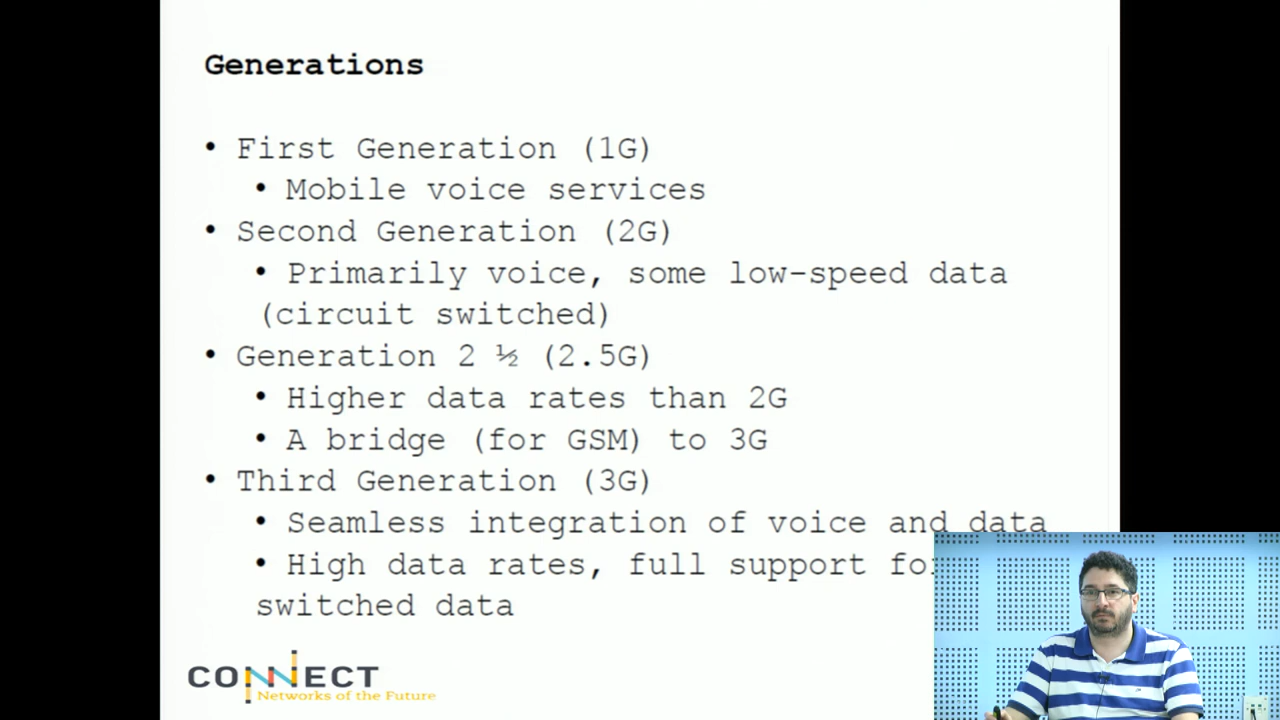 Generations
• First Generation (1G)
• Mobile voice services
• Second Generation (2G)
• Primarily voice, some low-speed data
(circuit switched)
• Generation 2 ½ (2.5G)
• Higher data rates than 2G
• A bridge (for GSM) to 3G
• Third Generation (3G)
• Seamless integration of voice and data
• High data rates, full support
switched data
CONNECT
Networks of the Future